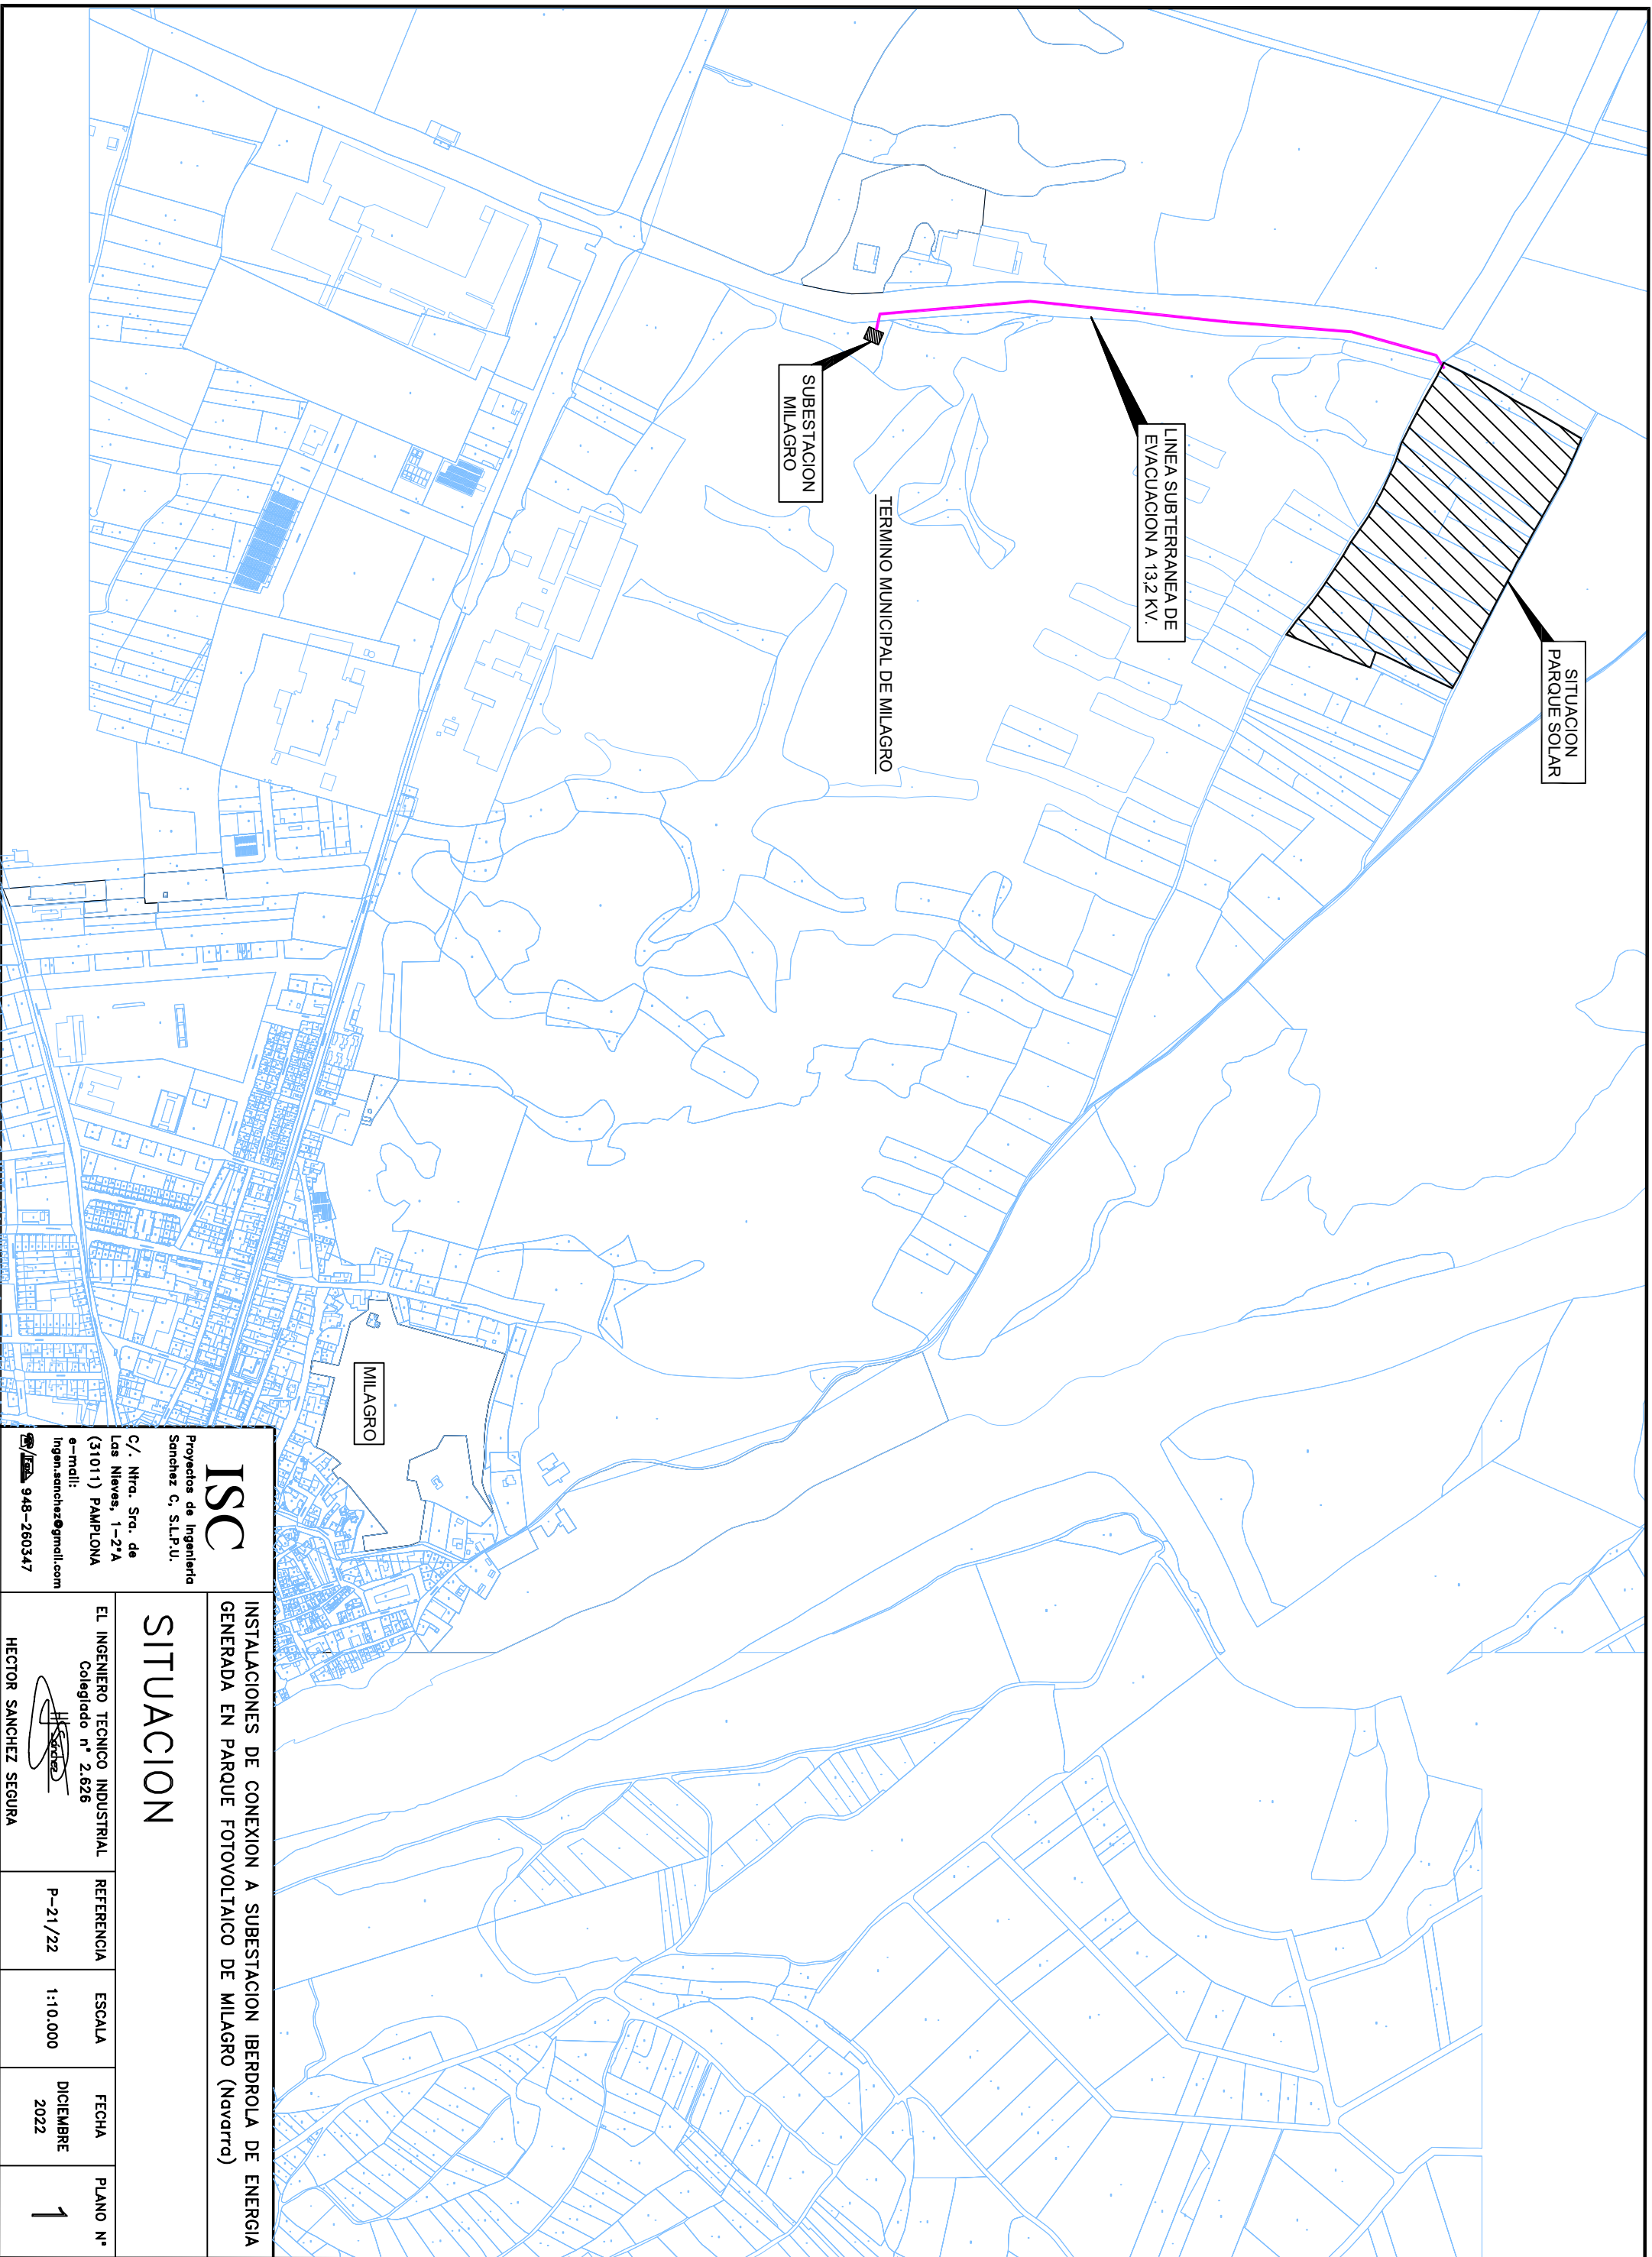 SITUACION
PARQUE SOLAR
LINEA SUBTERRANEA DE
EVACUACION A 13,2 KV.
TERMINO MUNICIPAL DE MILAGRO
SUBESTACION
MILAGRO
MILAGRO
ISC
Proyectos de Ingenieria
Sanchez C, S.L.P.U.
C/. Ntra. Sra. de
Las Nieves, 1-2ºA
(31011) PAMPLONA
e-mail:
ingen.sanchez@gmail.com
/Fax. 948-260347
INSTALACIONES DE CONEXION A SUBESTACION IBERDROLA DE ENERGIA
GENERADA EN PARQUE FOTOVOLTAICO DE MILAGRO (Navarra)
SITUACION
EL INGENIERO TECNICO INDUSTRIAL
Colegiado nº 2.626
HSanchez
HECTOR SANCHEZ SEGURA
REFERENCIA
P-21/22
ESCALA
1:10.000
FECHA
DICIEMBRE
2022
PLANO Nº
1